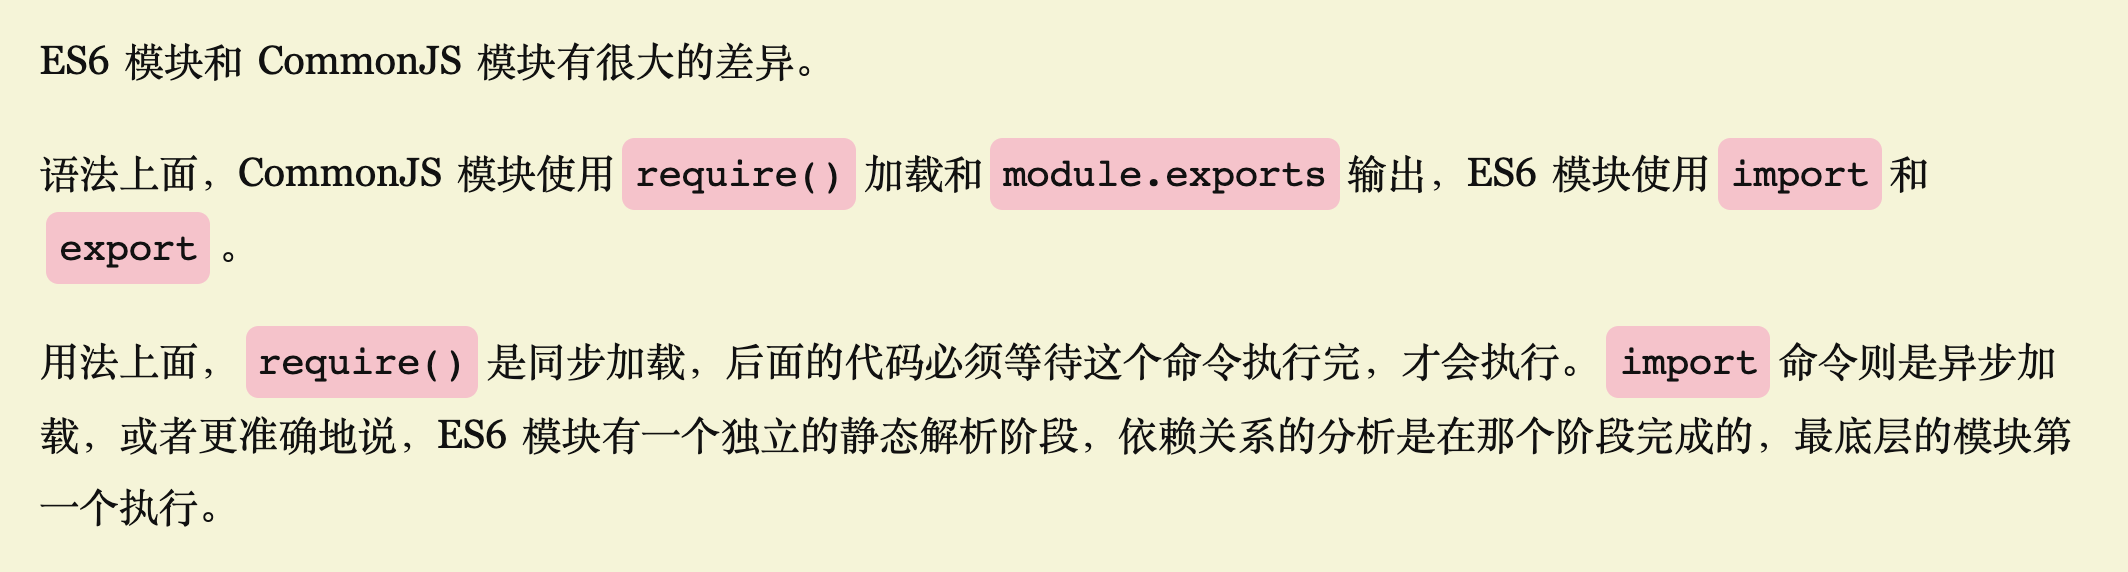 ES6 模块和 CommonJS 模块有很大的差异。
语法上面，CommonJS 模块使用 require() 加载和 module.exports 输出，ES6 模块使用 import 和
export 。
用法上面， require() 是同步加载，后面的代码必须等待这个命令执行完，才会执行。 import 命令则是异步加
载，或者更准确地说，ES6 模块有一个独立的静态解析阶段，依赖关系的分析是在那个阶段完成的，最底层的模块第
一个执行。